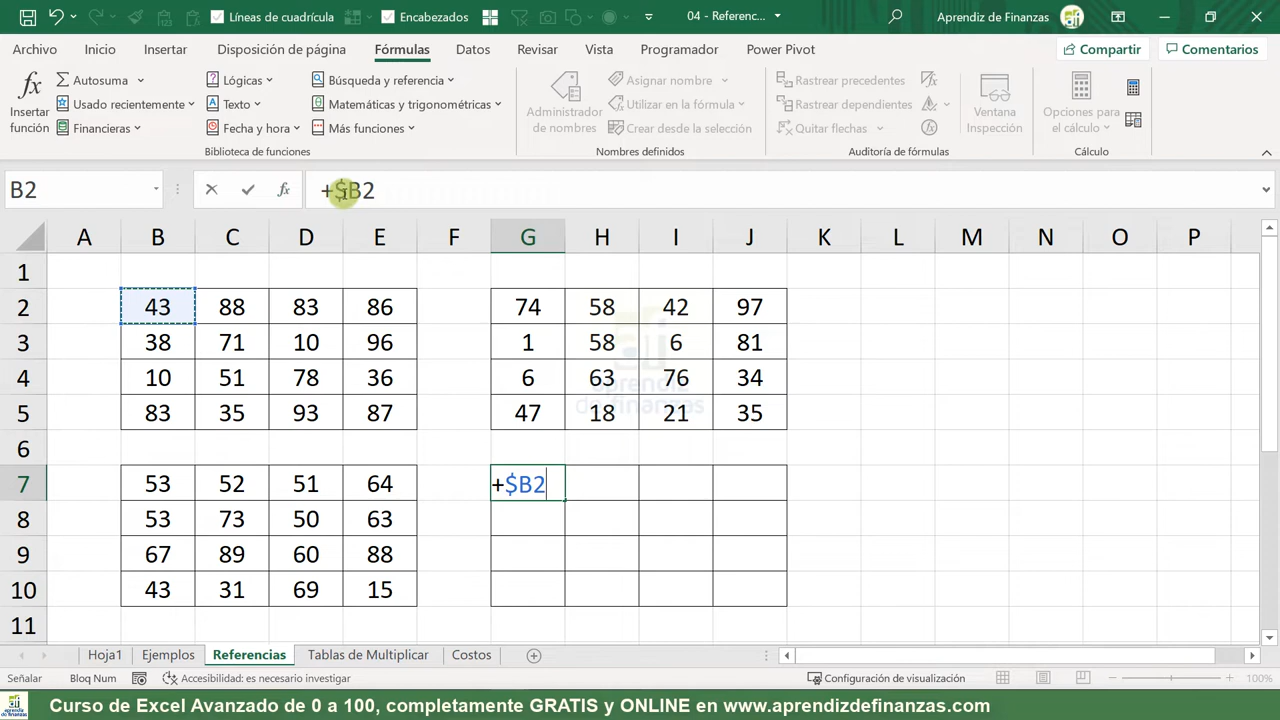 Líneas de cuadrícula
Encabezados
04 - Referenc...
Aprendiz de Finanzas
Archivo Inicio Insertar Disposición de página Fórmulas Datos Revisar Vista Programador Power Pivot Compartir Comentarios
fx Insertar función
Autosuma
Usado recientemente
Financieras
Lógicas
Texto
Fecha y hora
Búsqueda y referencia
Matemáticas y trigonométricas
Más funciones
Biblioteca de funciones
Administrador de nombres
Asignar nombre
Utilizar en la fórmula
Crear desde la selección
Nombres definidos
Rastrear precedentes
Rastrear dependientes
Quitar flechas
fx
Auditoría de fórmulas
Ventana Inspección
Opciones para el cálculo
Cálculo
B2 fx +$B2
A B C D E F G H I J K L M N O P
1
2 43 88 83 86 74 58 42 97
3 38 71 10 96 1 58 6 81
4 10 51 78 36 6 63 76 34
5 83 35 93 87 47 18 21 35
afi
aprendiz
de finanzas
6
7 53 52 51 64 +$B2
8 53 73 50 63
9 67 89 60 88
10 43 31 69 15
11
Hoja1 Ejemplos Referencias Tablas de Multiplicar Costos
Señalar Bloq Num Accesibilidad: es necesario investigar Configuración de visualización 100%
Curso de Excel Avanzado de 0 a 100, completamente GRATIS y ONLINE en www.aprendizdefinanzas.com